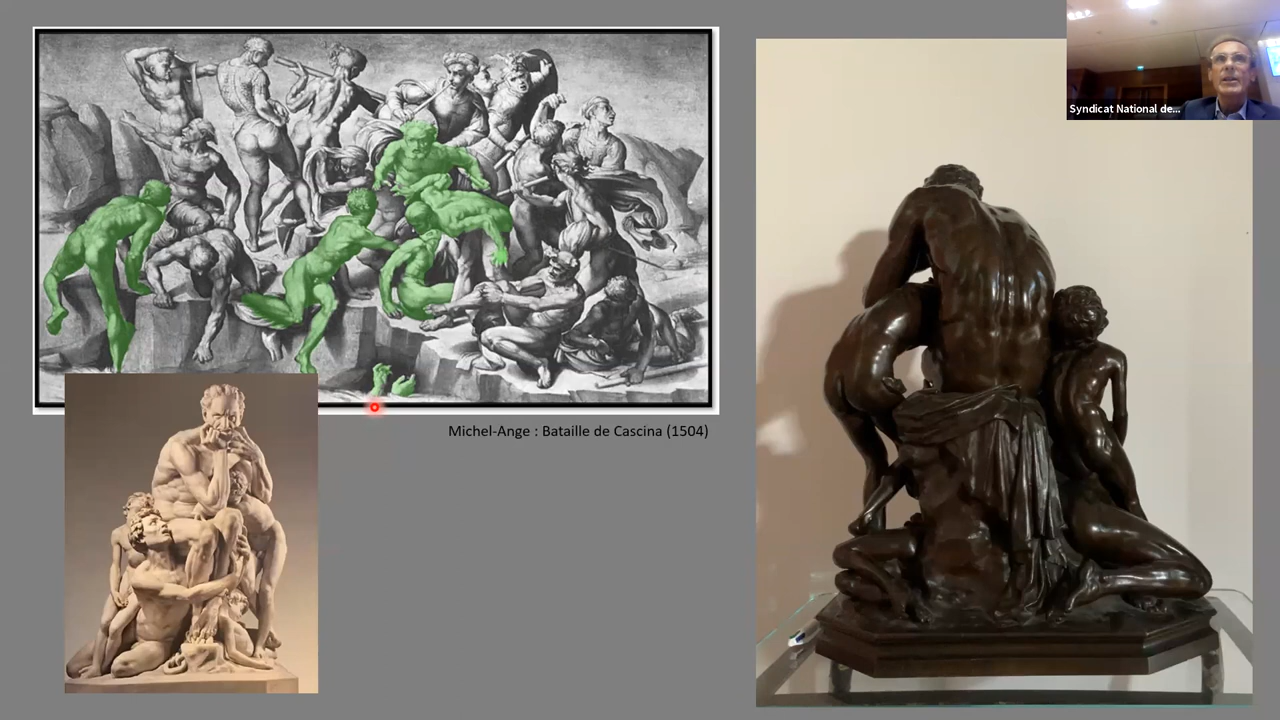 Syndicat National de...
Michel-Ange : Bataille de Cascina (1504)